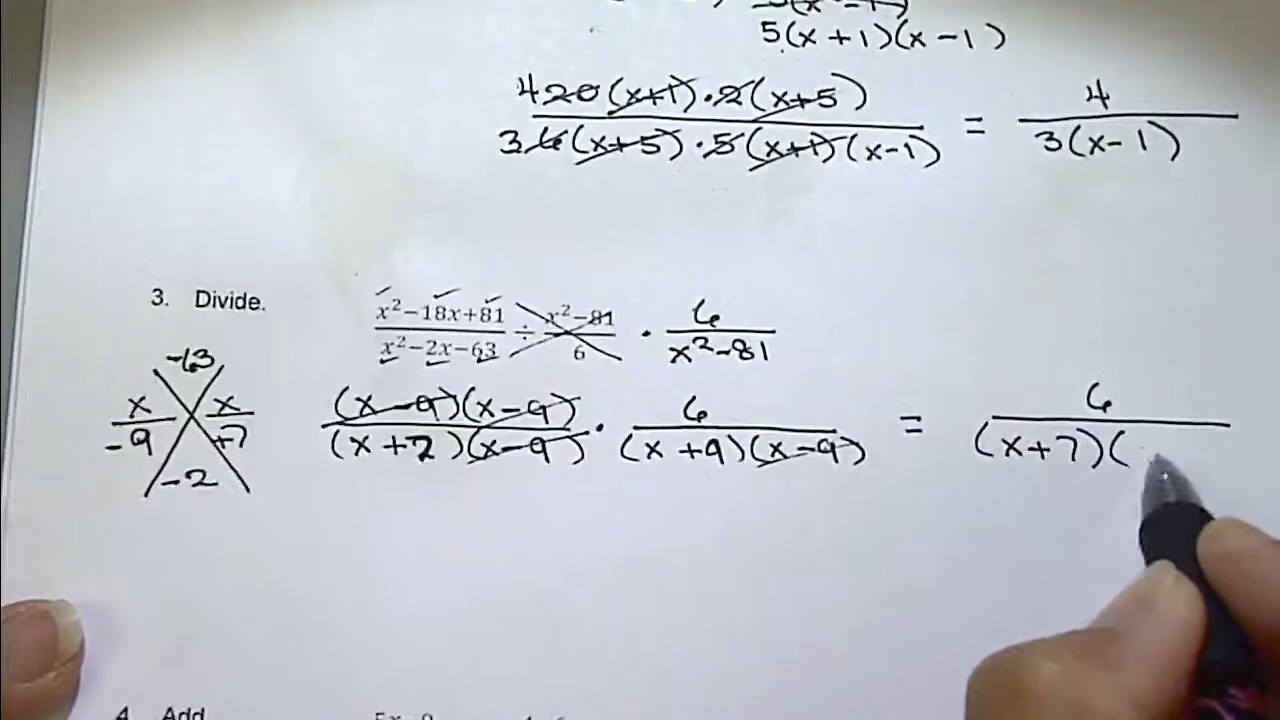 5(x+1)(x-1)
420(x+1)·2(x+5)
3 6(x+5)·5(x+1)(x-1) = 4
3(x-1)
3. Divide. x²-18x+81 ÷ x²-81 · 6
x²-2x-63 6 x²-81
-63
x x
-9 +7
-2
(x-9)(x-9) · 6 = 6
(x+7)(x-9) (x+9)(x-9) (x+7)(
4. Add